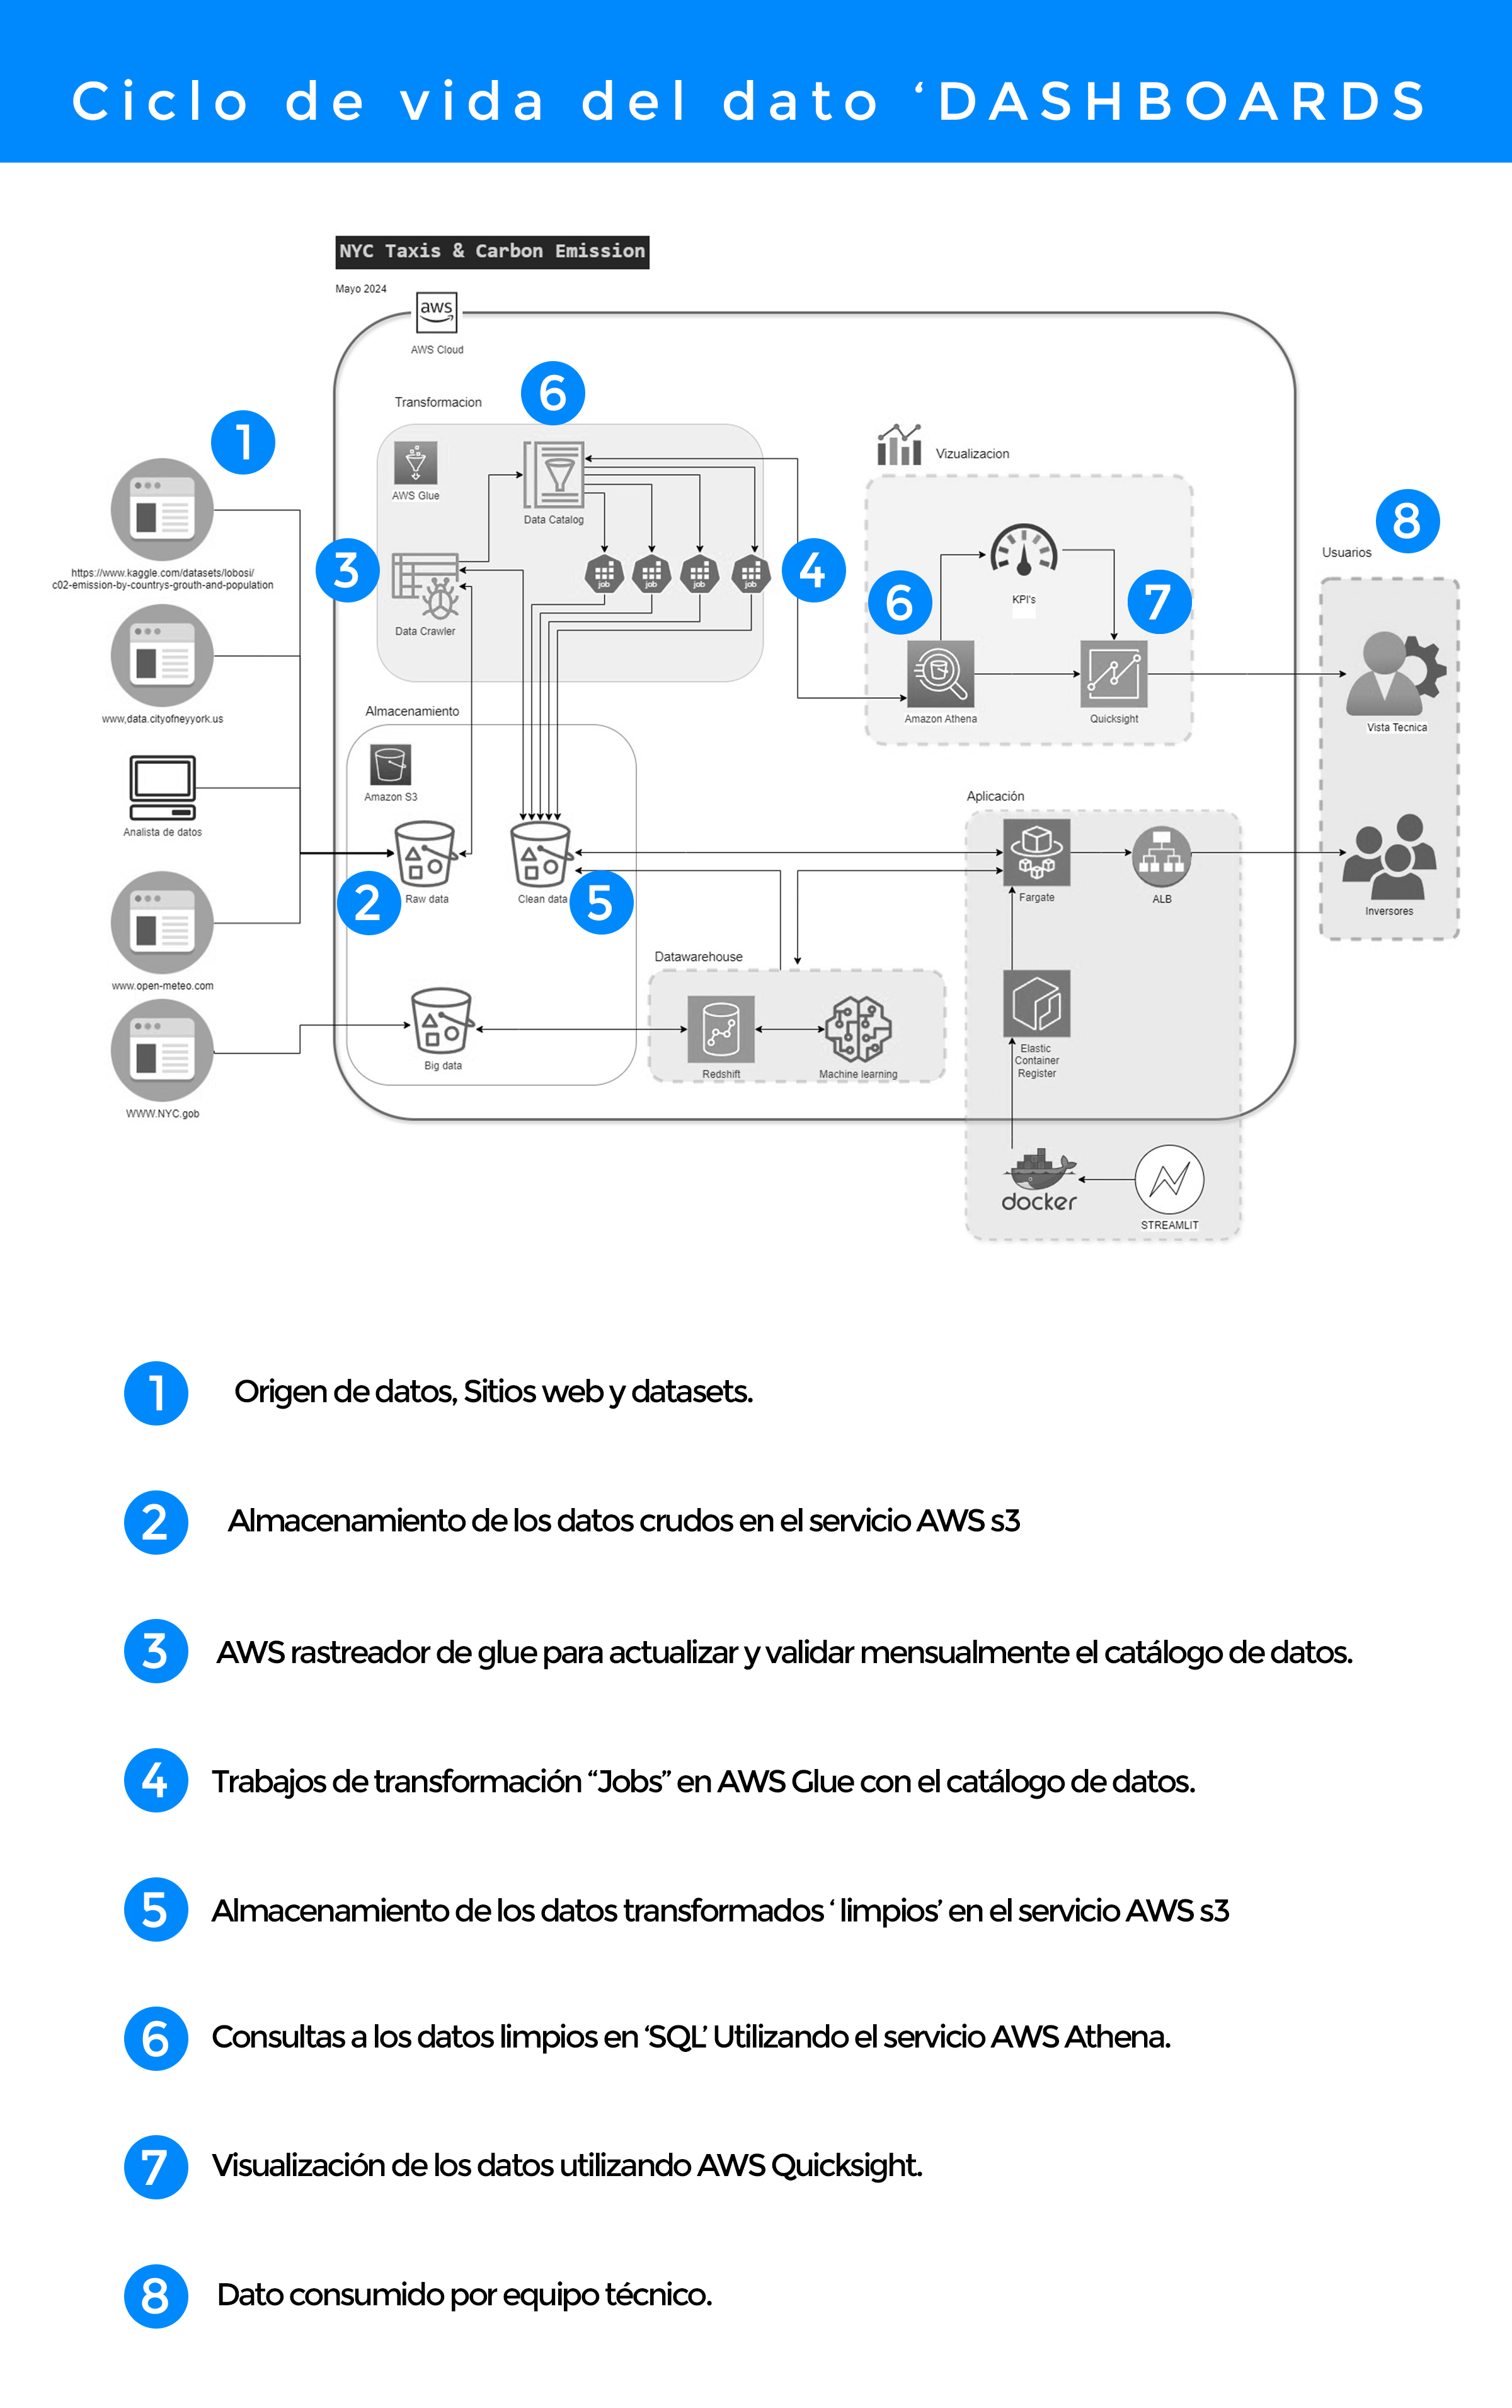 Ciclo de vida del dato ‘DASHBOARDS
NYC Taxis & Carbon Emission
Mayo 2024
aws
AWS Cloud
Transformacion
6
1
AWS Glue
Data Catalog
Vizualizacion
8
Usuarios
3
4
job
job
job
job
https://www.kaggle.com/datasets/lobosi/
c02-emission-by-countrys-grouth-and-population
Data Crawler
6
KPI's
7
www,data.cityofneyyork.us
Almacenamiento
Amazon Athena
Quicksight
Vista Tecnica
Amazon S3
Analista de datos
Aplicación
2
Raw data
Clean data
5
Fargate
ALB
Inversores
www.open-meteo.com
Datawarehouse
Big data
Redshift
Machine learning
Elastic
Container
Register
WWW.NYC.gob
docker
STREAMLIT
1 Origen de datos, Sitios web y datasets.
2 Almacenamiento de los datos crudos en el servicio AWS s3
3 AWS rastreador de glue para actualizar y validar mensualmente el catálogo de datos.
4 Trabajos de transformación “Jobs” en AWS Glue con el catálogo de datos.
5 Almacenamiento de los datos transformados ‘ limpios’ en el servicio AWS s3
6 Consultas a los datos limpios en ‘SQL’ Utilizando el servicio AWS Athena.
7 Visualización de los datos utilizando AWS Quicksight.
8 Dato consumido por equipo técnico.